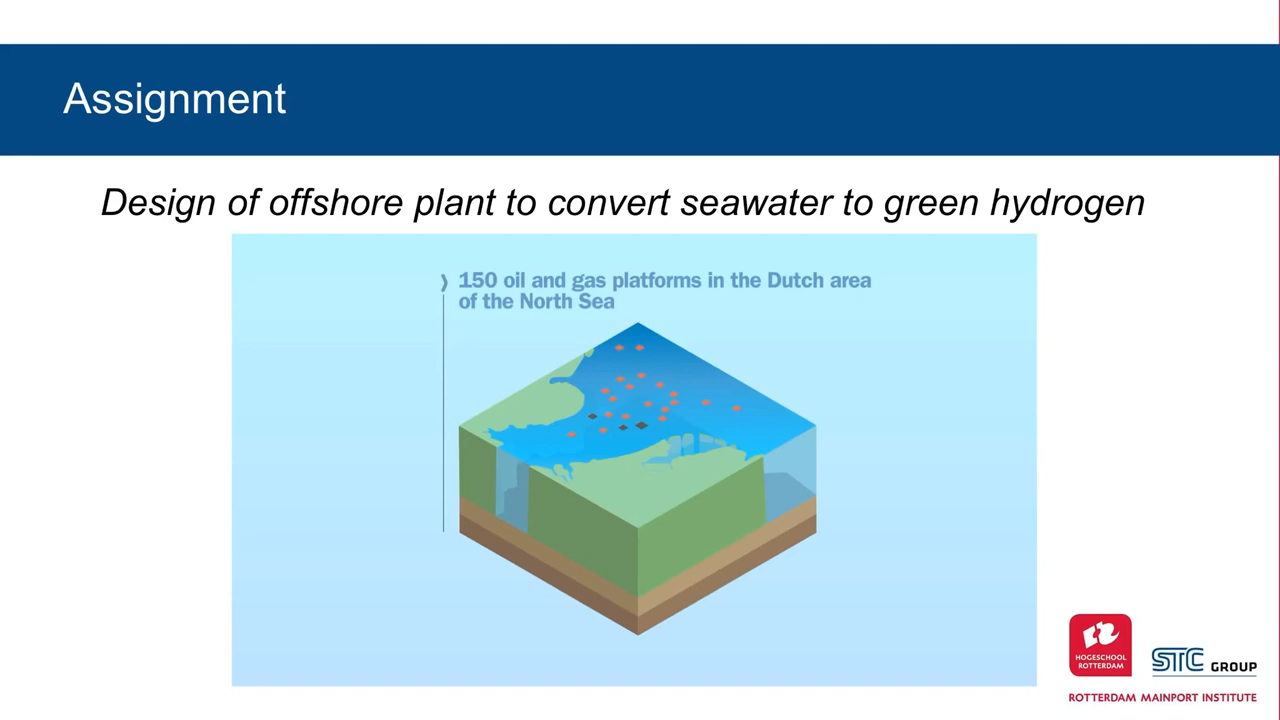 Assignment
Design of offshore plant to convert seawater to green hydrogen
150 oil and gas platforms in the Dutch area
of the North Sea
HOGESCHOOL
ROTTERDAM
STC GROUP
ROTTERDAM MAINPORT INSTITUTE